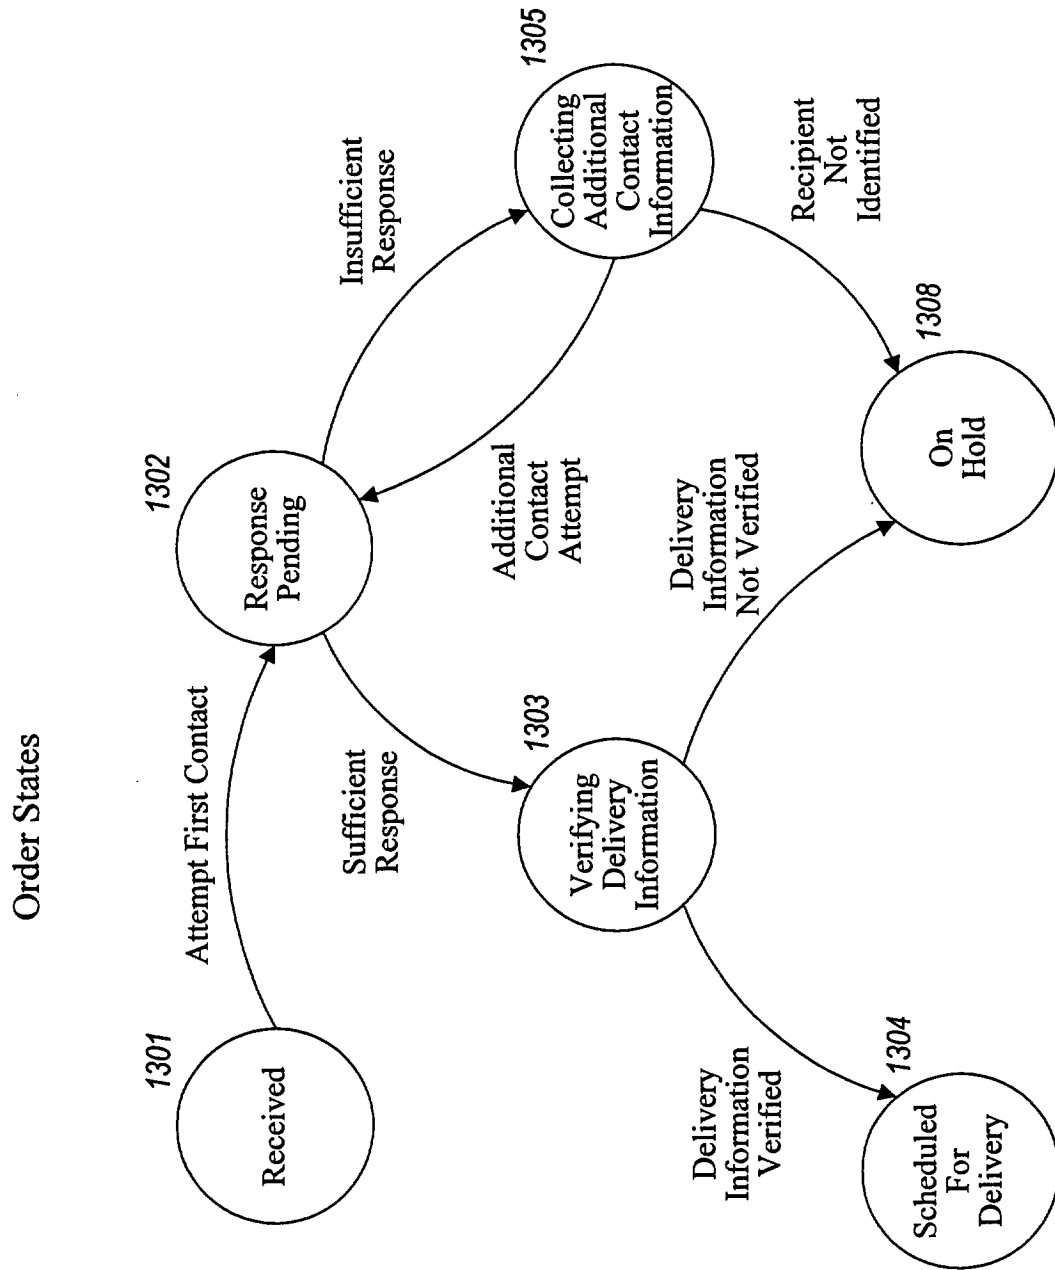 Order States
1301
Received
Attempt First Contact
1302
Response
Pending
Insufficient
Response
1305
Collecting
Additional
Contact
Information
Sufficient
Response
Additional
Contact
Attempt
1303
Verifying
Delivery
Information
Recipient
Not
Identified
Delivery
Information
Verified
Delivery
Information
Not Verified
1304
Scheduled
For
Delivery
1308
On
Hold